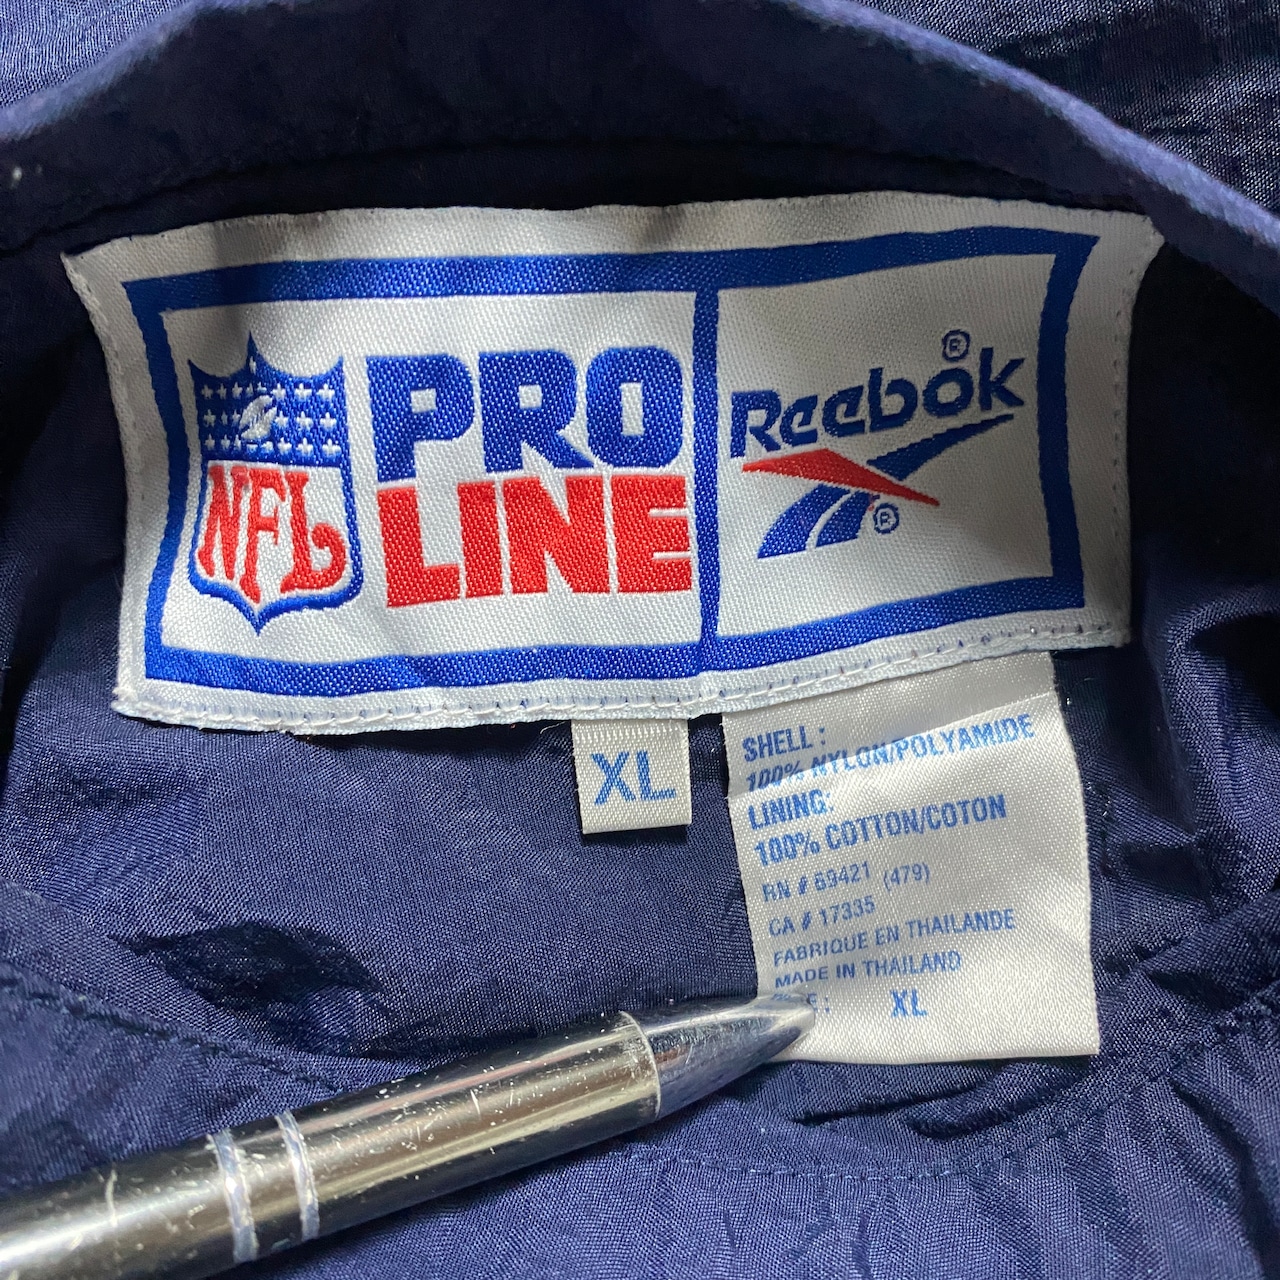 NFL
PRO
LINE
Reebok®
®
XL
SHELL:
100% NYLON/POLYAMIDE
LINING:
100% COTTON/COTON
RN # 69421 (479)
CA # 17335
FABRIQUE EN THAILANDE
MADE IN THAILAND
XL